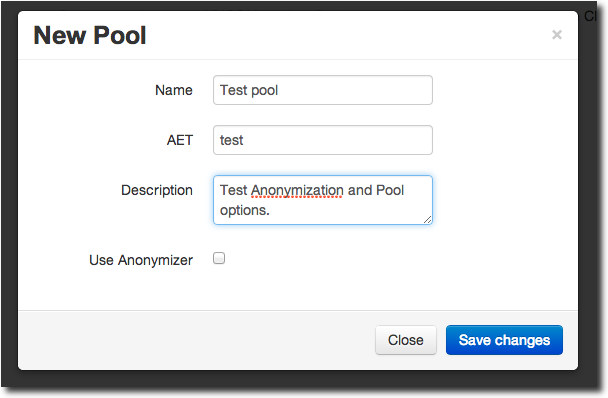 New Pool
×
Name
Test pool
AET
test
Description
Test Anonymization and Pool
options.
Use Anonymizer
Close
Save changes